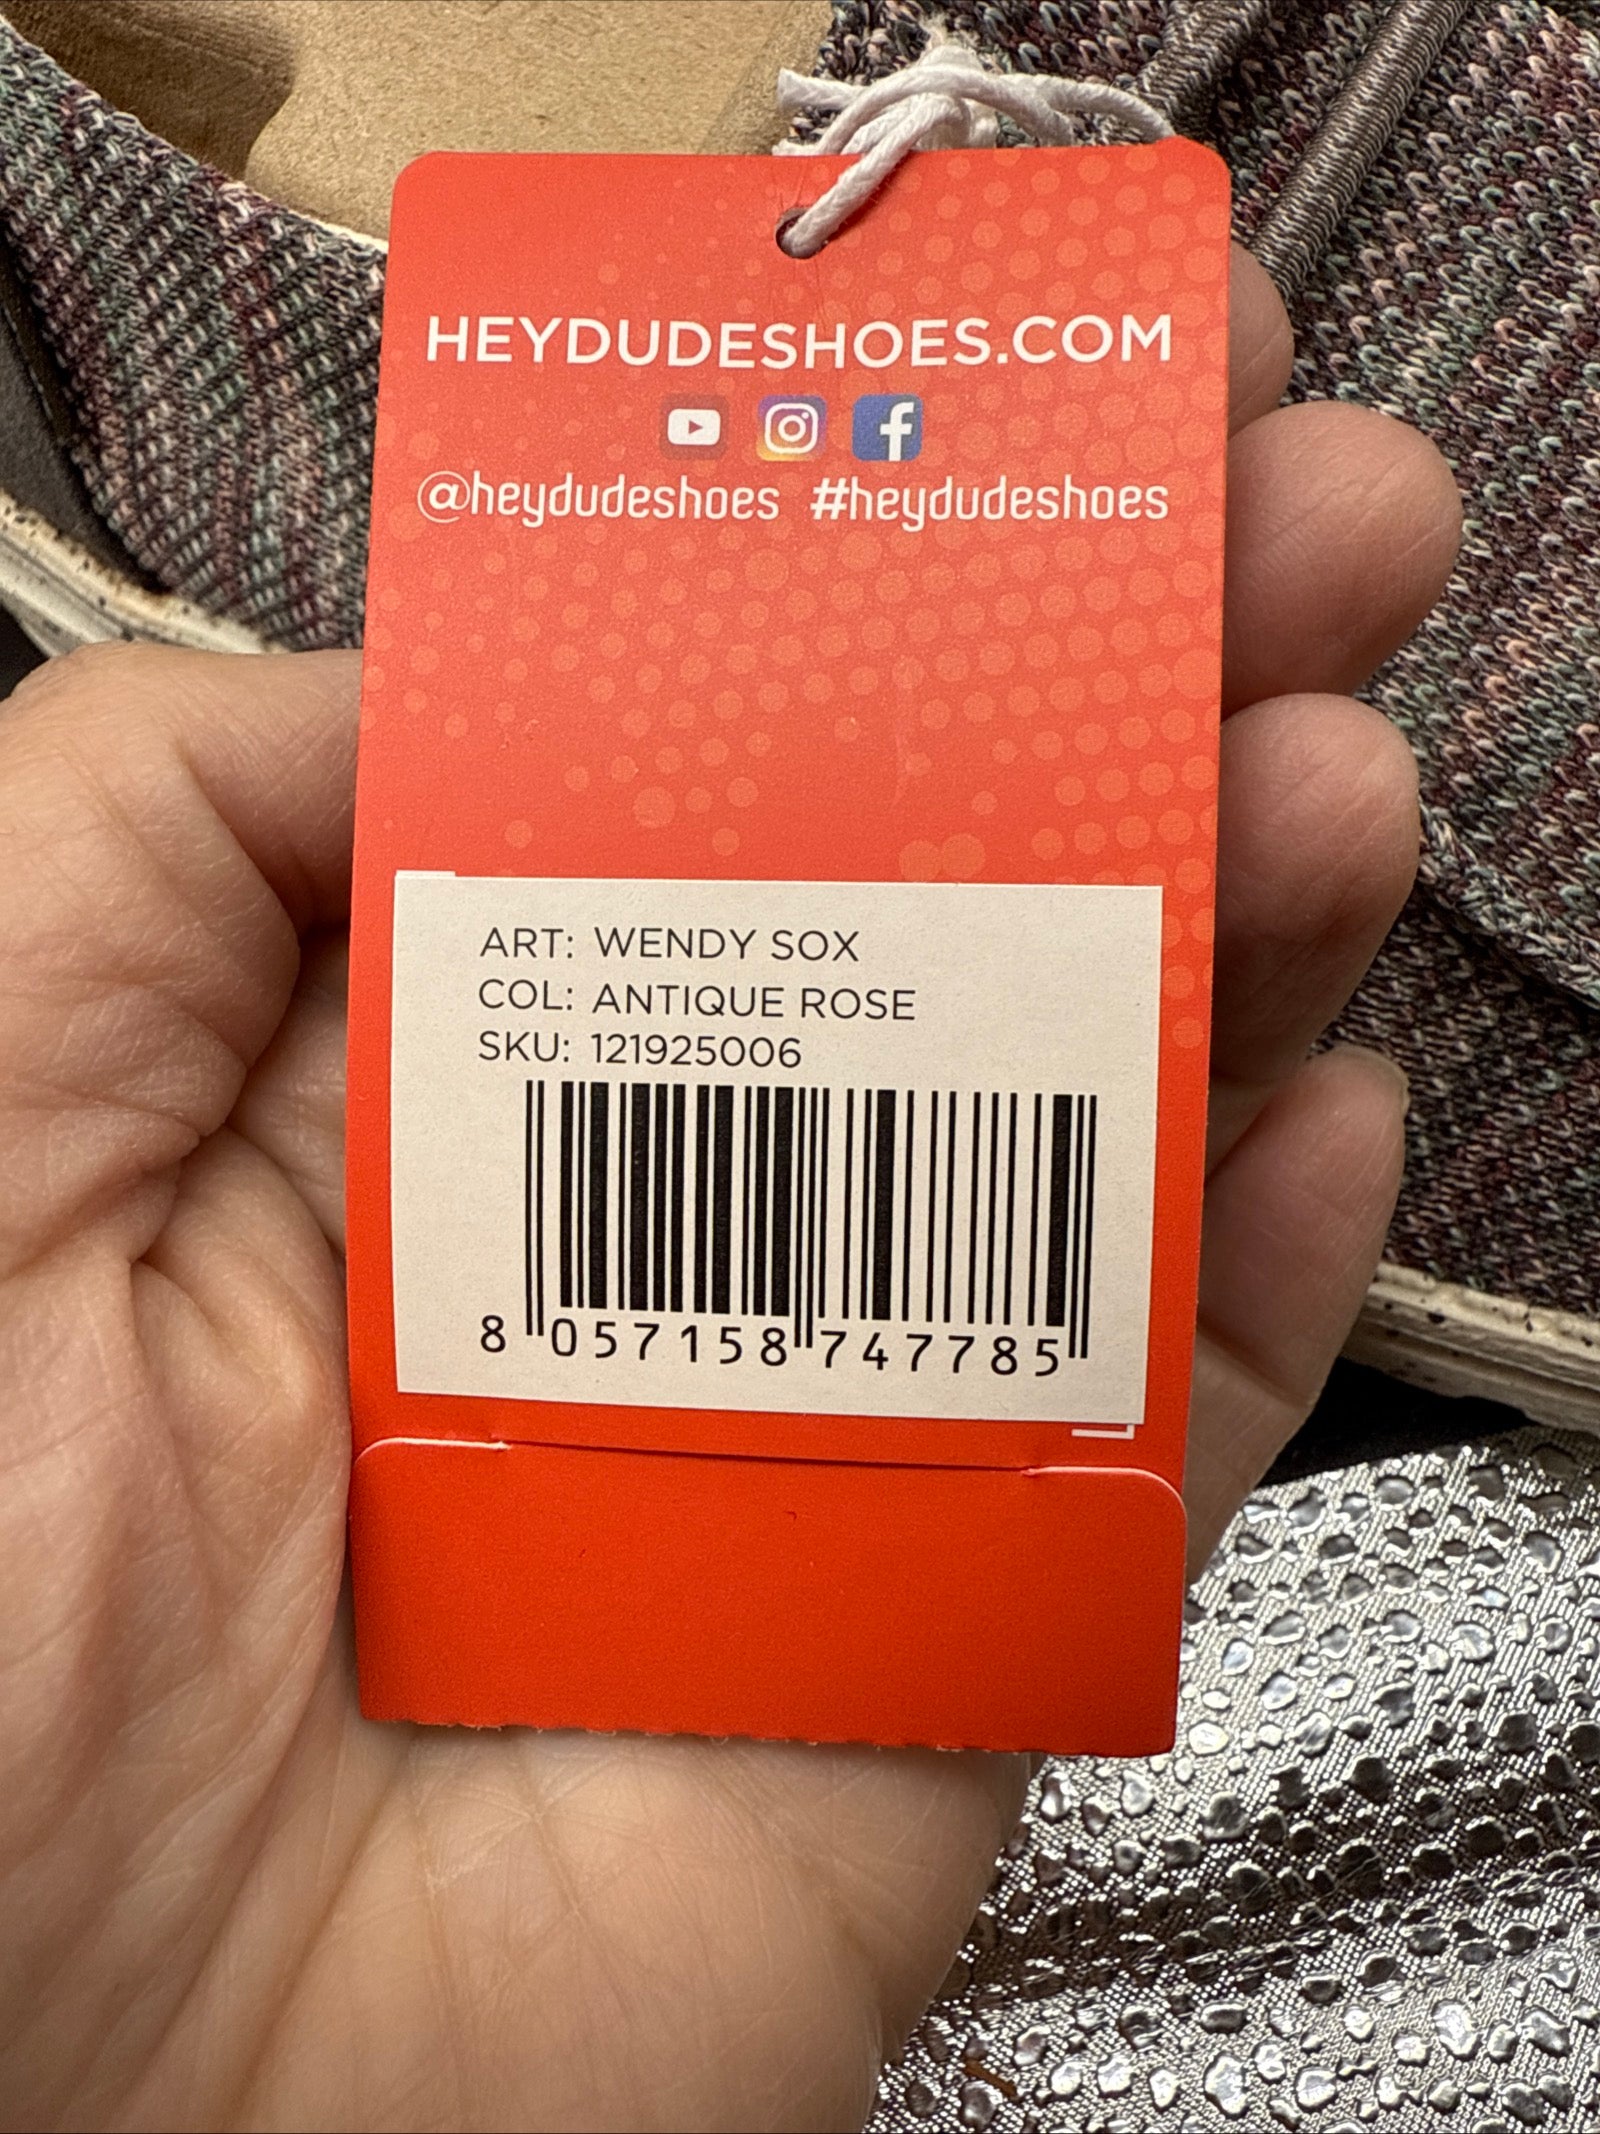 HEYDUDESHOES.COM
@heydudeshoes #heydudeshoes
ART: WENDY SOX
COL: ANTIQUE ROSE
SKU: 121925006
8 057158 747785